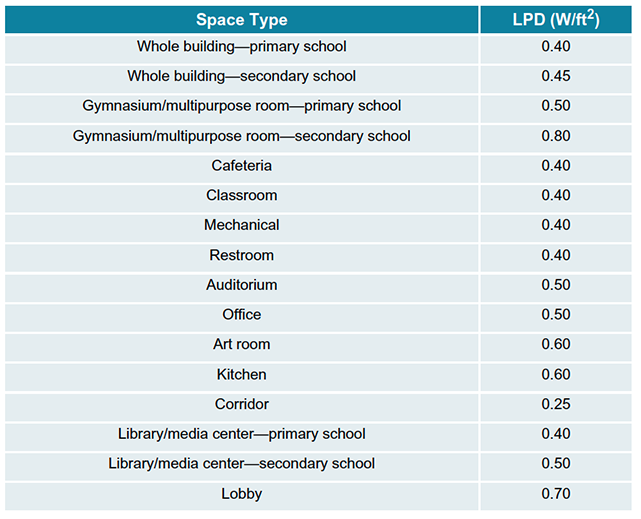 Space Type LPD (W/ft²)
Whole building—primary school 0.40
Whole building—secondary school 0.45
Gymnasium/multipurpose room—primary school 0.50
Gymnasium/multipurpose room—secondary school 0.80
Cafeteria 0.40
Classroom 0.40
Mechanical 0.40
Restroom 0.40
Auditorium 0.50
Office 0.50
Art room 0.60
Kitchen 0.60
Corridor 0.25
Library/media center—primary school 0.40
Library/media center—secondary school 0.50
Lobby 0.70